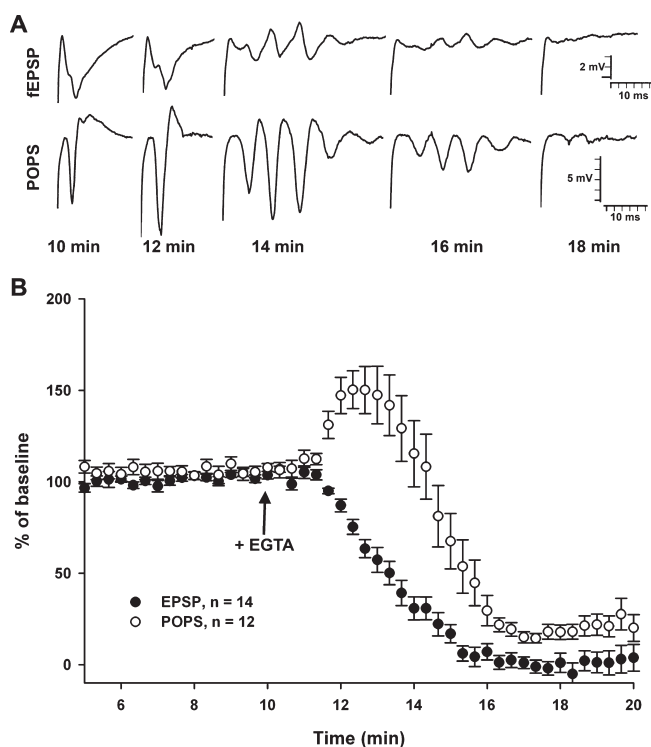 A
fEPSP
2 mV
10 ms
POPS
5 mV
10 ms
10 min
12 min
14 min
16 min
18 min
B
200
150
100
50
0
% of baseline
+ EGTA
EPSP, n = 14
POPS, n = 12
6
8
10
12
14
16
18
20
Time (min)